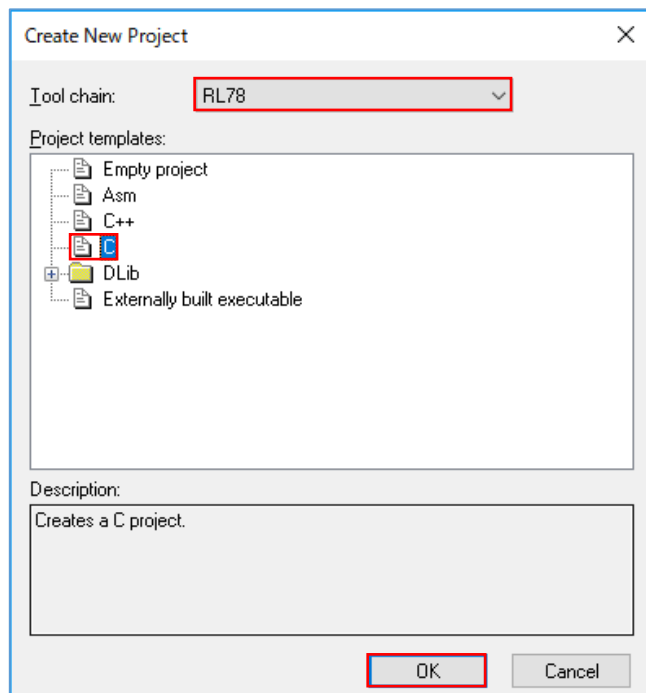 Create New Project
Tool chain: RL78
Project templates:
Empty project
Asm
C++
C
DLib
Externally built executable
Description:
Creates a C project.
OK Cancel